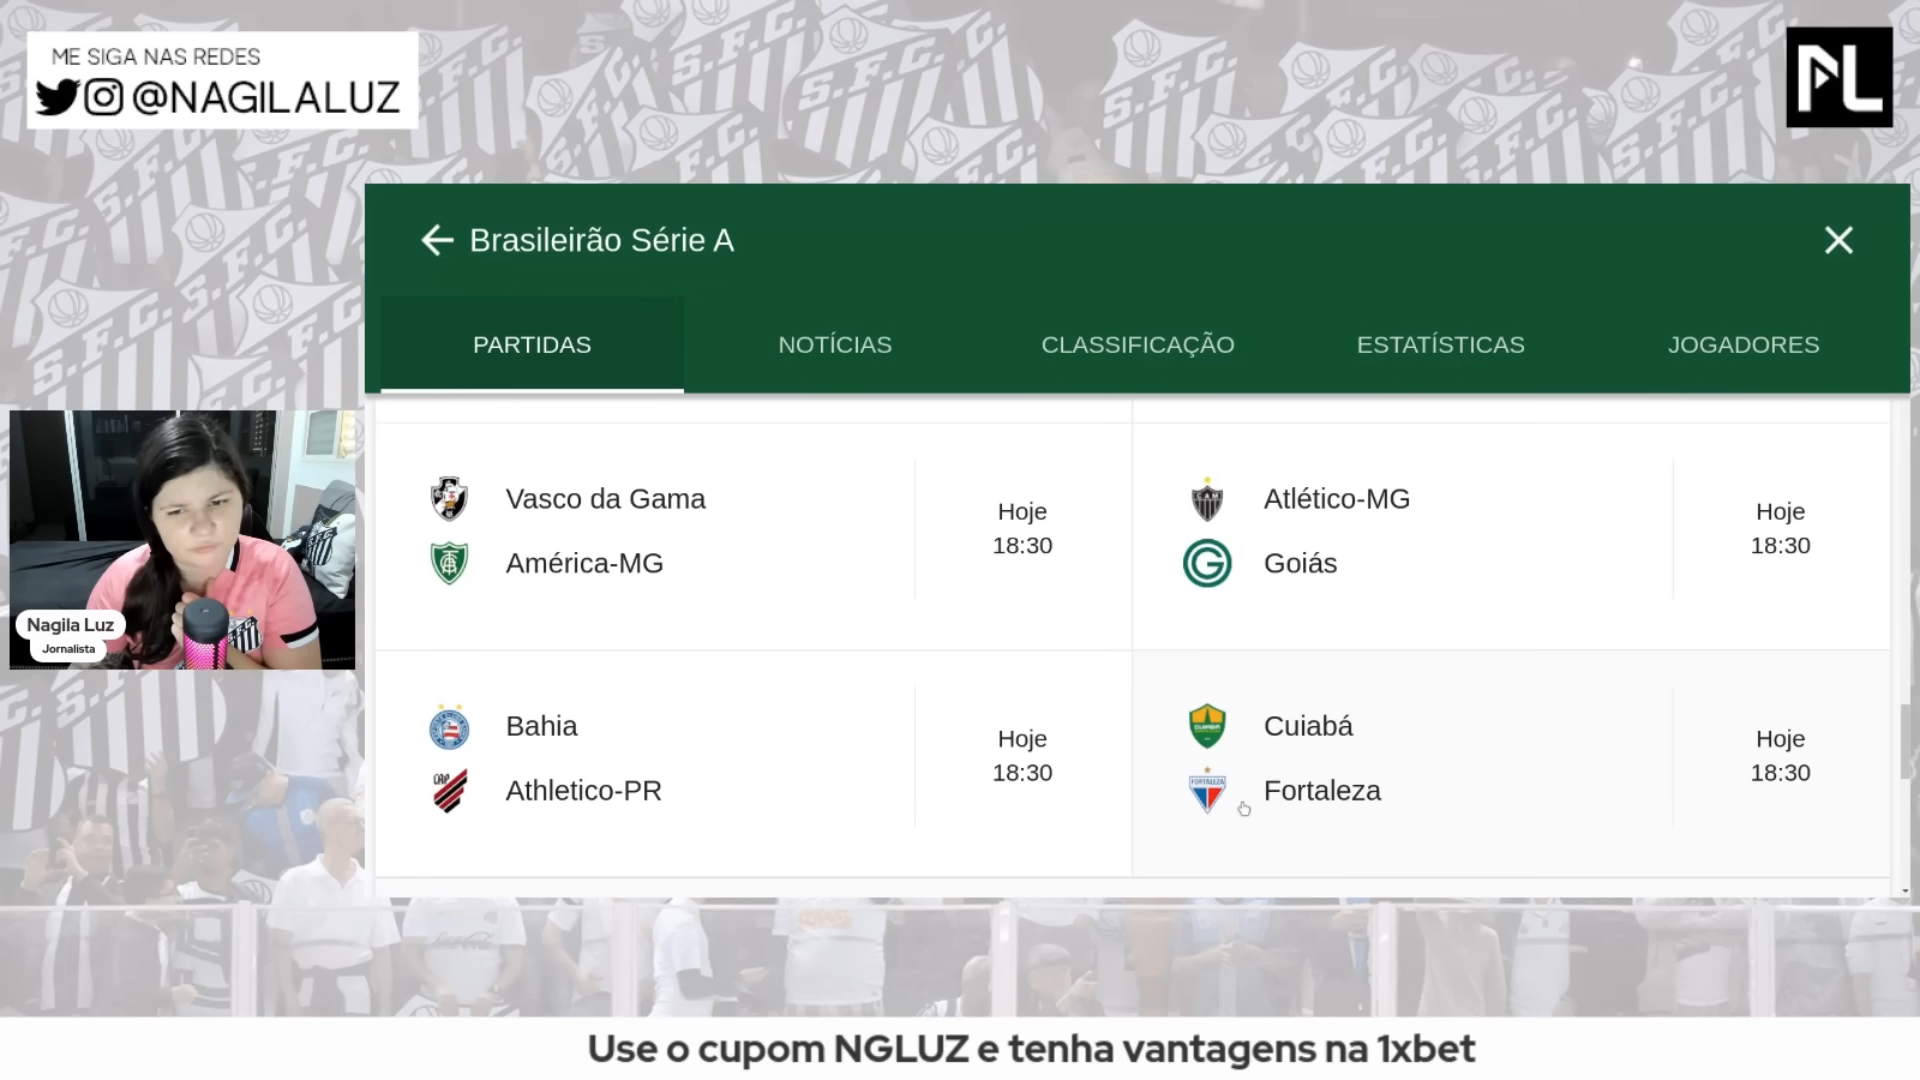 ME SIGA NAS REDES
@NAGILALUZ
PL
Brasileirão Série A
PARTIDAS
NOTÍCIAS
CLASSIFICAÇÃO
ESTATÍSTICAS
JOGADORES
Vasco da Gama
América-MG
Hoje
18:30
Atlético-MG
Goiás
Hoje
18:30
Bahia
Athletico-PR
Hoje
18:30
Cuiabá
Fortaleza
Hoje
18:30
Nagila Luz
Jornalista
Use o cupom NGLUZ e tenha vantagens na 1xbet